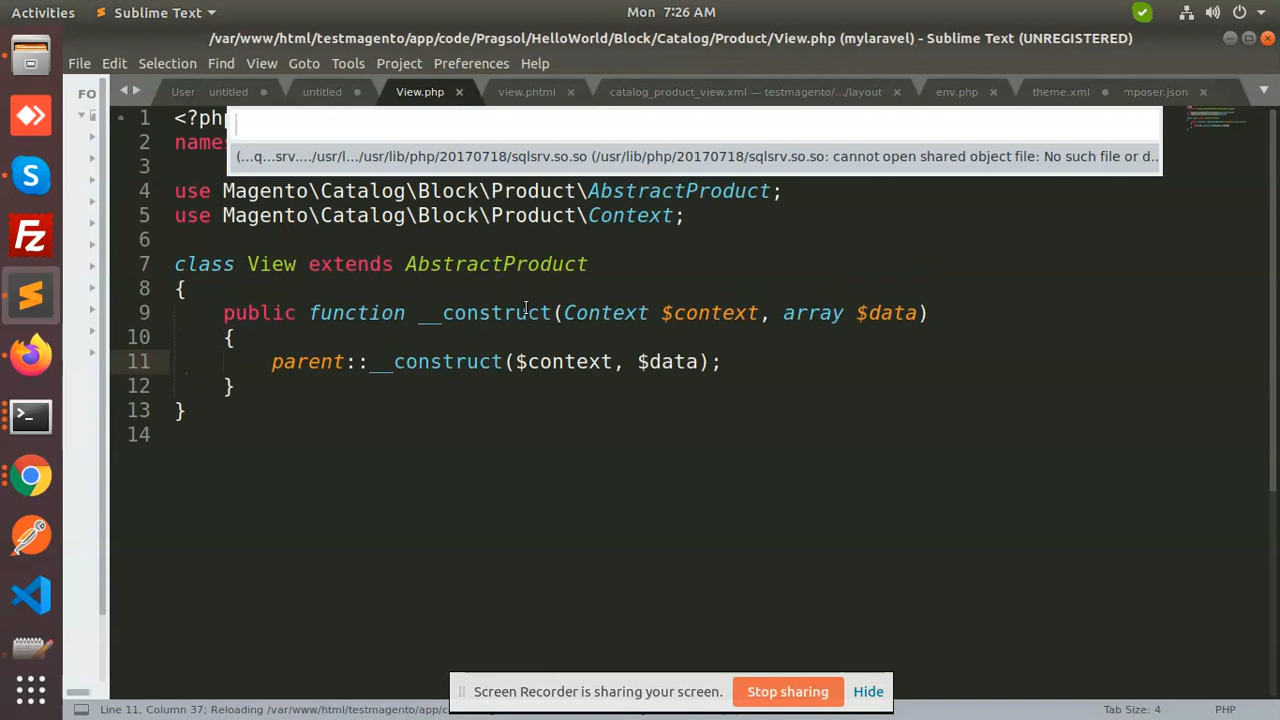 Activities Sublime Text Mon 7:26 AM
/var/www/html/testmagento/app/code/Pragsol/HelloWorld/Block/Catalog/Product/View.php (mylaravel) - Sublime Text (UNREGISTERED)
File Edit Selection Find View Goto Tools Project Preferences Help
FO
User untitled untitled View.php view.phtml catalog_product_view.xml — testmagento/.../layout env.php theme.xml mposer.json
1 <?php
(...q...srv..../usr/l.../usr/lib/php/20170718/sqlsrv.so.so (/usr/lib/php/20170718/sqlsrv.so.so: cannot open shared object file: No such file or d...
2 names
3
4 use Magento\Catalog\Block\Product\AbstractProduct;
5 use Magento\Catalog\Block\Product\Context;
6
7 class View extends AbstractProduct
8 {
9 public function __construct(Context $context, array $data)
10 {
11 parent::__construct($context, $data);
12 }
13 }
14
Screen Recorder is sharing your screen. Stop sharing Hide
Line 11, Column 37; Reloading /var/www/html/testmagento/app/c
Tab Size: 4 PHP